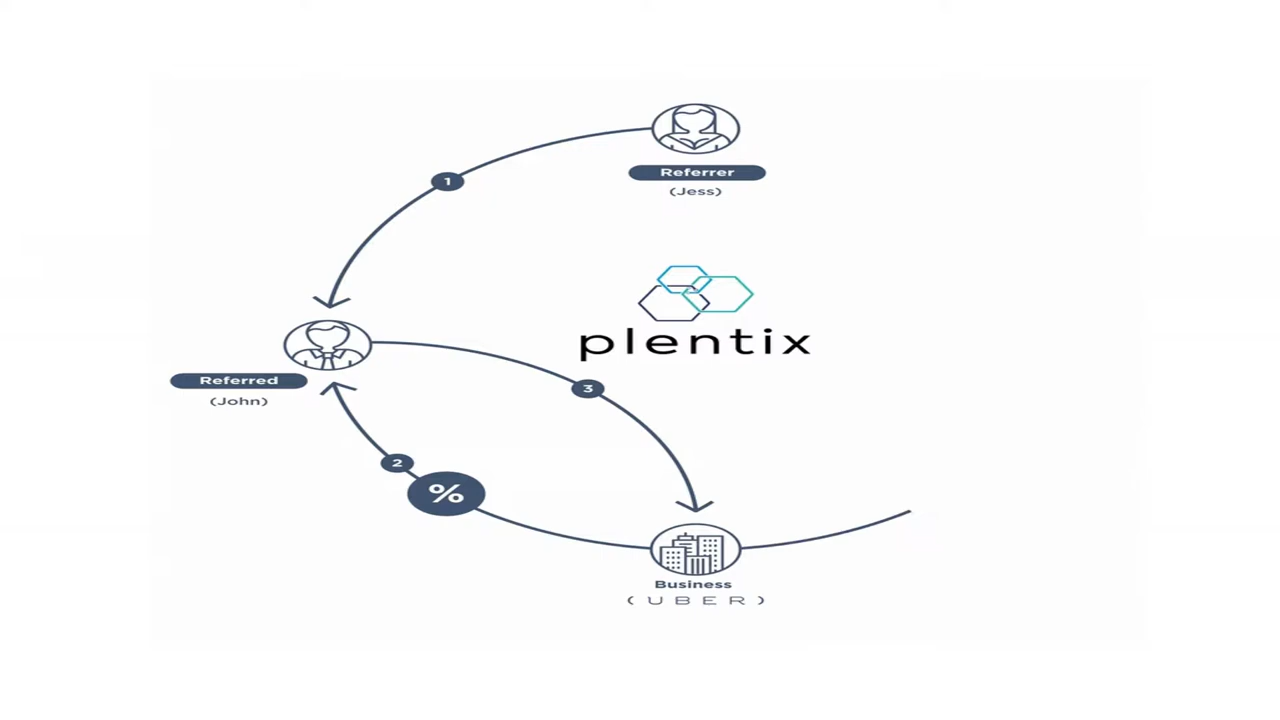 Referrer
(Jess)
1
plentix
Referred
(John)
3
2
%
Business
(UBER)